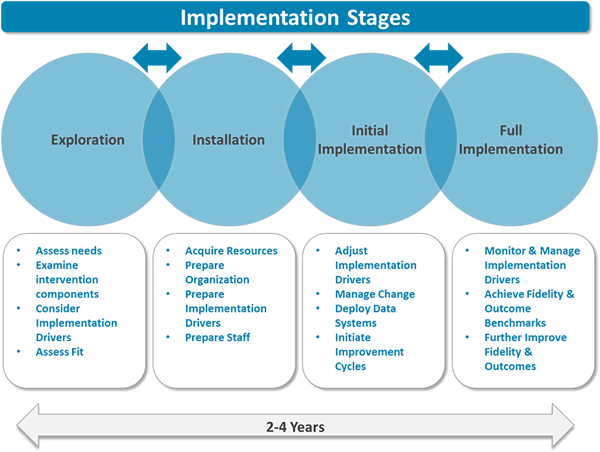 Implementation Stages
Exploration
Installation
Initial
Implementation
Full
Implementation
• Assess needs
• Examine
intervention
components
• Consider
Implementation
Drivers
• Assess Fit
• Acquire Resources
• Prepare
Organization
• Prepare
Implementation
Drivers
• Prepare Staff
• Adjust
Implementation
Drivers
• Manage Change
• Deploy Data
Systems
• Initiate
Improvement
Cycles
• Monitor & Manage
Implementation
Drivers
• Achieve Fidelity &
Outcome
Benchmarks
• Further Improve
Fidelity &
Outcomes
2-4 Years